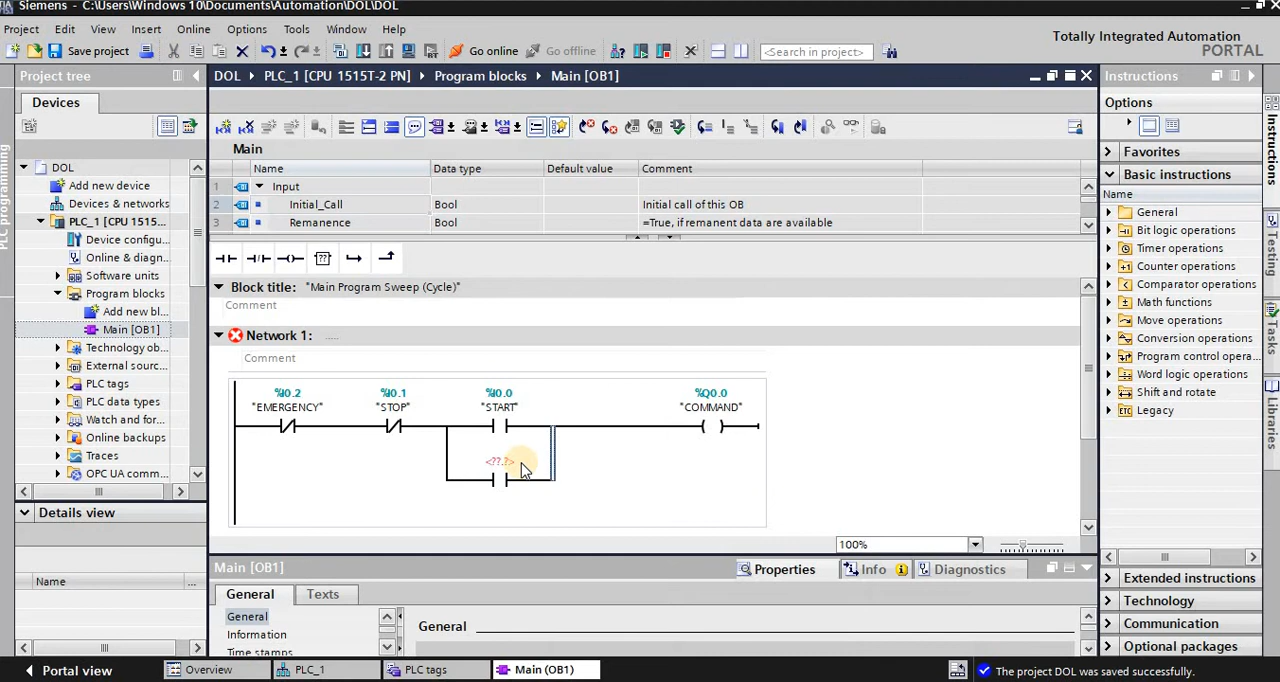 Siemens - C:\Users\Windows 10\Documents\Automation\DOL\DOL
Project Edit View Insert Online Options Tools Window Help
Totally Integrated Automation
PORTAL
Save project Go online Go offline <Search in project>
Project tree
DOL PLC_1 [CPU 1515T-2 PN] Program blocks Main [OB1]
Instructions
Devices
Options
PLC programming
Main
Name Data type Default value Comment
1 Input
2 Initial_Call Bool Initial call of this OB
3 Remanence Bool =True, if remanent data are available
DOL
Add new device
Devices & networks
PLC_1 [CPU 1515...
Device configu...
Online & diagn...
Software units
Program blocks
Add new bl...
Main [OB1]
Technology ob...
External sourc...
PLC tags
PLC data types
Watch and for...
Online backups
Traces
OPC UA comm...
Details view
Name ...
??
Block title: "Main Program Sweep (Cycle)"
Comment
Network 1: .....
Comment
%I0.2 %I0.1 %I0.0 %Q0.0
"EMERGENCY" "STOP" "START" "COMMAND"
<??.?>
100%
Main [OB1]
Properties Info Diagnostics
General Texts
General
Information
Time stamps
General
Favorites
Basic instructions
Name
General
Bit logic operations
Timer operations
Counter operations
Comparator operations
Math functions
Move operations
Conversion operations
Program control opera...
Word logic operations
Shift and rotate
Legacy
Extended instructions
Technology
Communication
Optional packages
Instructions
Testing
Tasks
Libraries
Portal view Overview PLC_1 PLC tags Main (OB1) The project DOL was saved successfully.